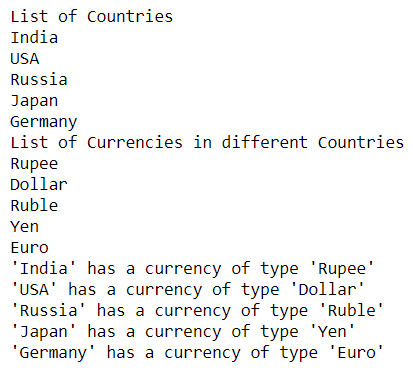 List of Countries
India
USA
Russia
Japan
Germany
List of Currencies in different Countries
Rupee
Dollar
Ruble
Yen
Euro
'India' has a currency of type 'Rupee'
'USA' has a currency of type 'Dollar'
'Russia' has a currency of type 'Ruble'
'Japan' has a currency of type 'Yen'
'Germany' has a currency of type 'Euro'